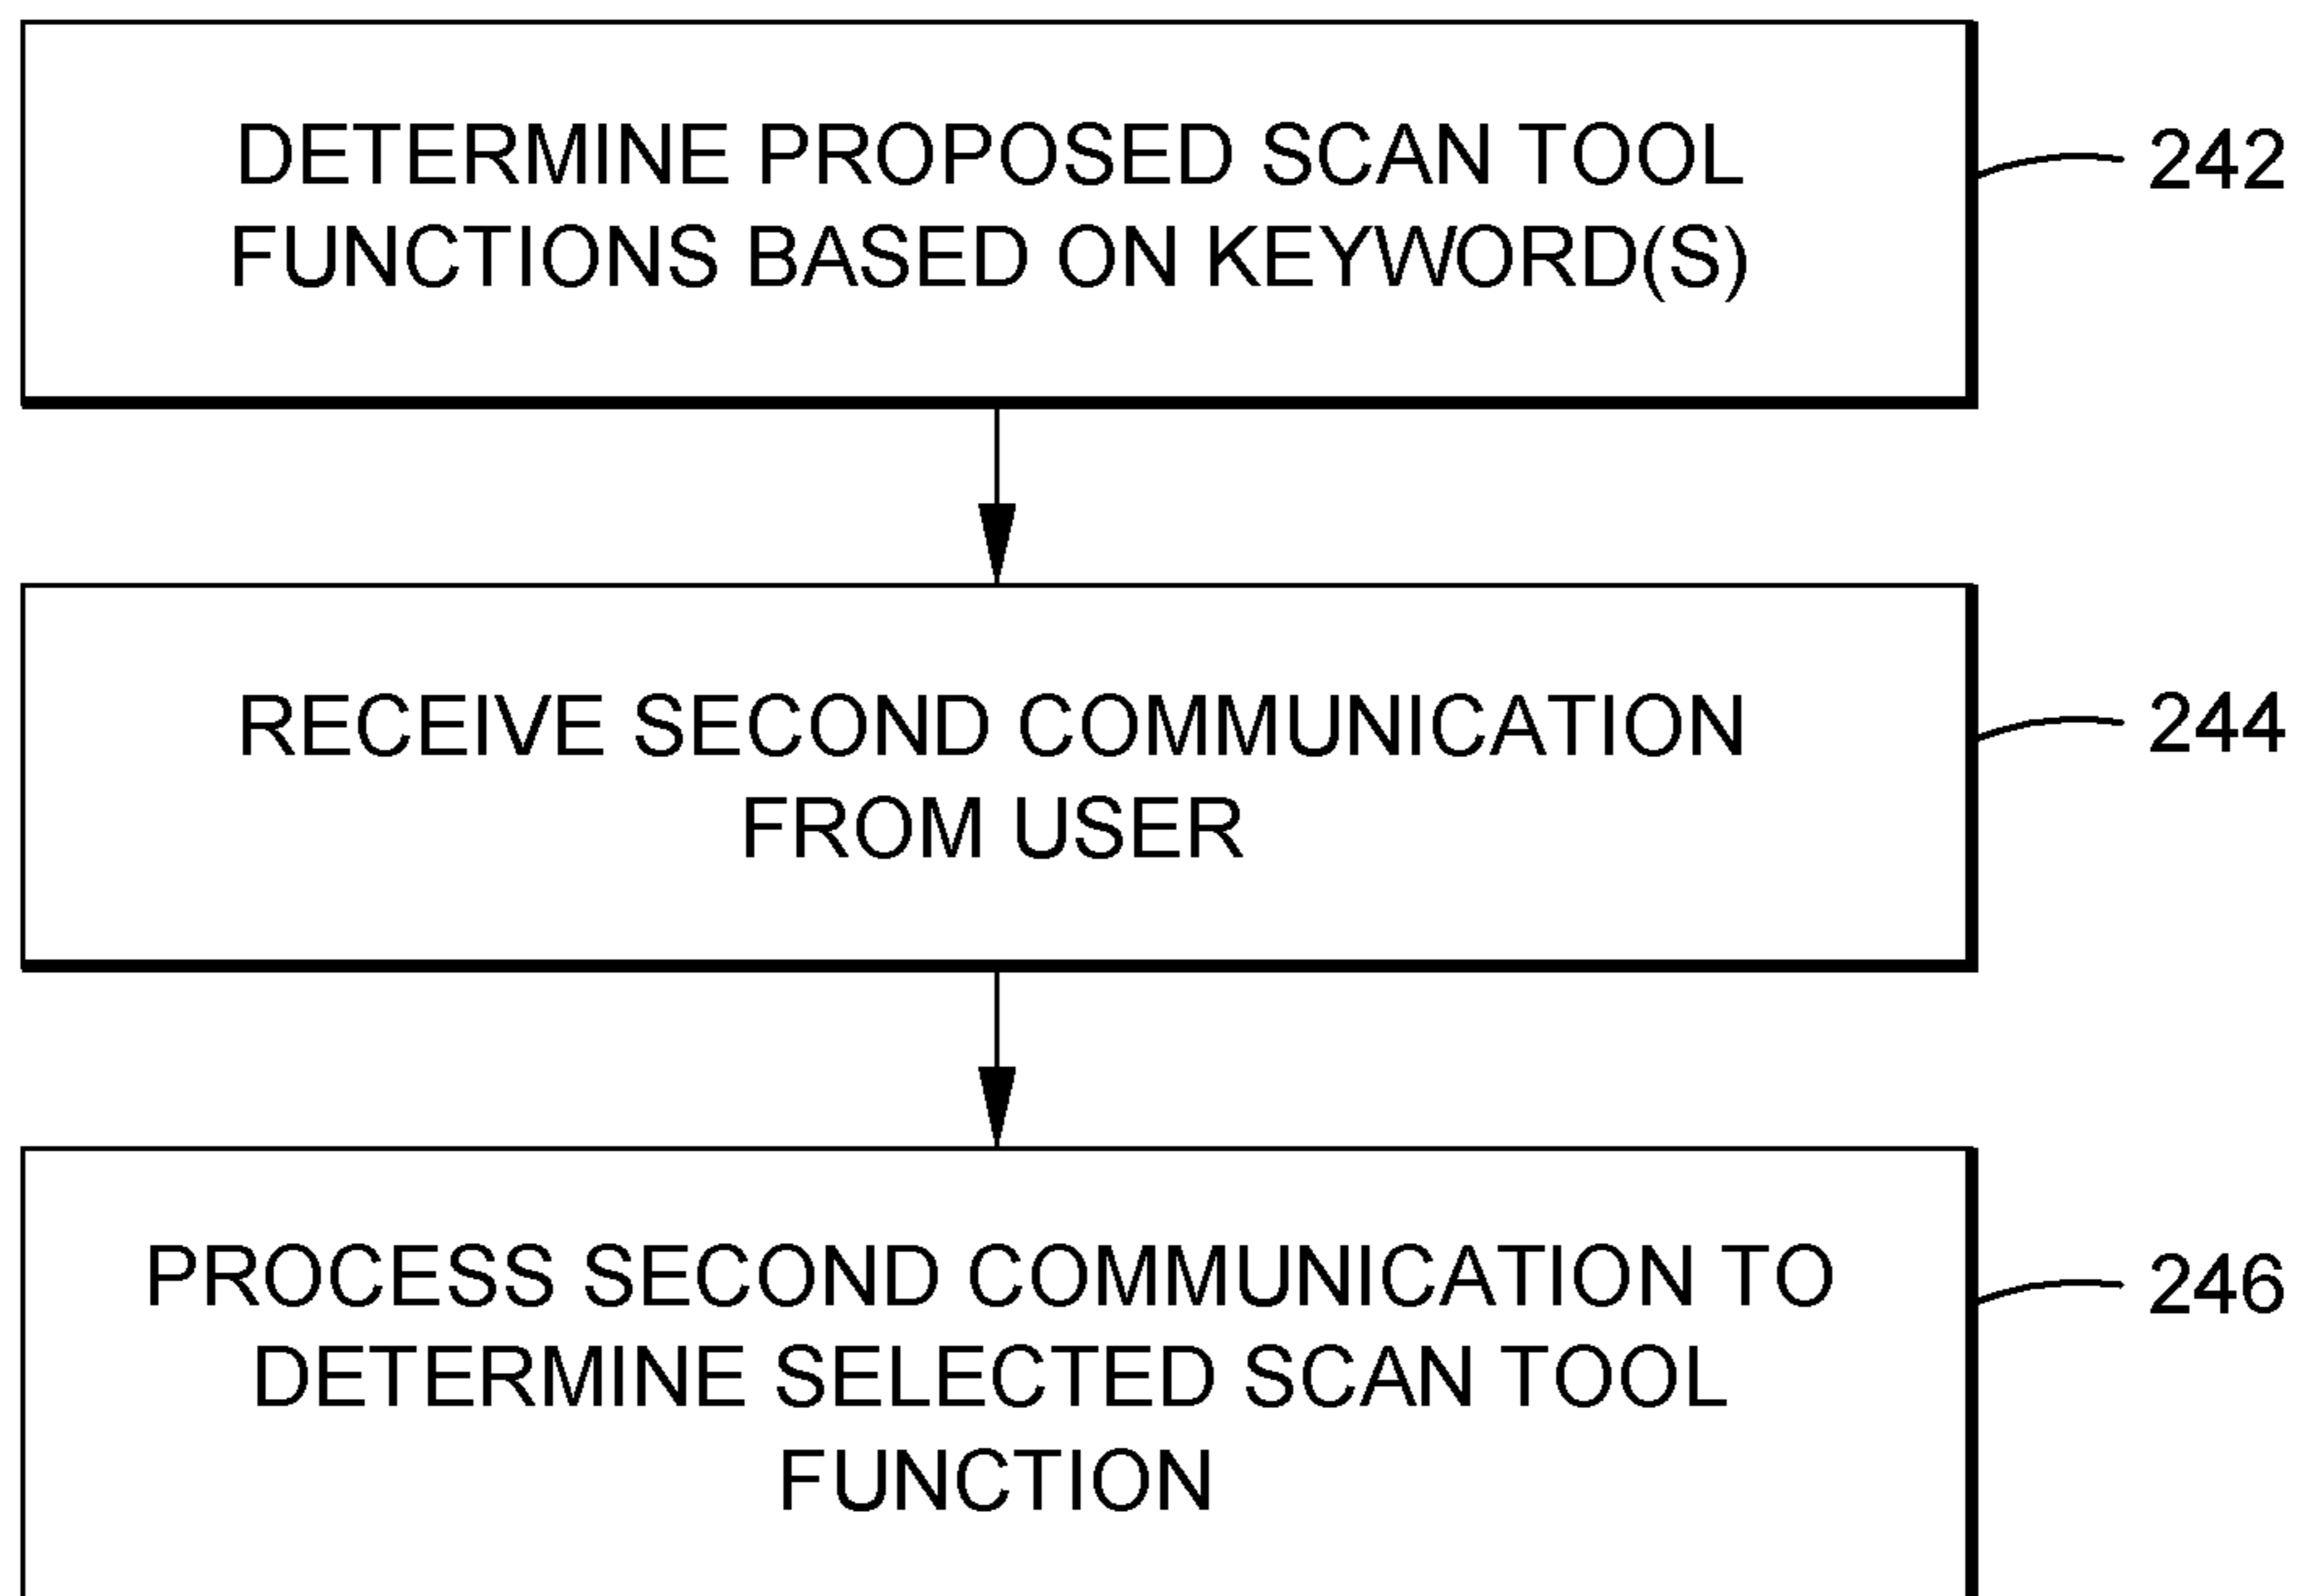 DETERMINE PROPOSED SCAN TOOL
FUNCTIONS BASED ON KEYWORD(S)
242
RECEIVE SECOND COMMUNICATION
FROM USER
244
PROCESS SECOND COMMUNICATION TO
DETERMINE SELECTED SCAN TOOL
FUNCTION
246